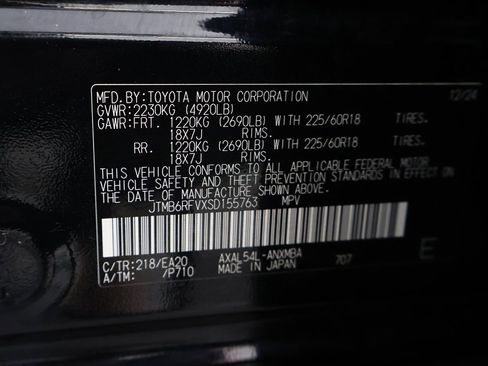 MFD.BY:TOYOTA MOTOR CORPORATION 12/24
GVWR:2230KG (4920LB)
GAWR:FRT. 1220KG (2690LB) WITH 225/60R18 TIRES.
18X7J RIMS.
RR. 1220KG (2690LB) WITH 225/60R18 TIRES.
18X7J RIMS.
THIS VEHICLE CONFORMS TO ALL APPLICABLE FEDERAL MOTOR
VEHICLE SAFETY STANDARDS IN EFFECT ON
THE DATE OF MANUFACTURE SHOWN ABOVE.
JTMB6RFVXSD155763 MPV
C/TR:218/EA20 AXAL54L-ANXMBA
A/TM: /P710 MADE IN JAPAN 707 E